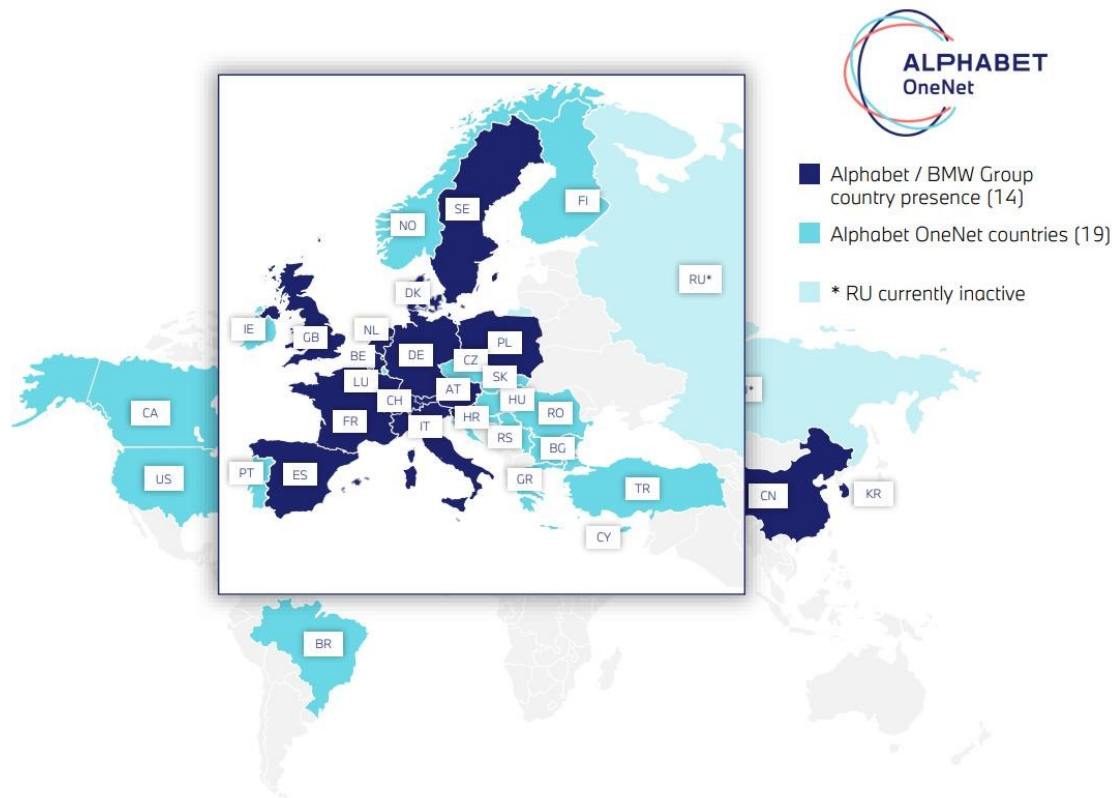 ALPHABET
OneNet
Alphabet / BMW Group
country presence (14)
Alphabet OneNet countries (19)
* RU currently inactive
SE
FI
NO
RU*
DK
IE
GB
NL
PL
BE
DE
CZ
SK
LU
AT
CH
HU
CA
FR
IT
HR
RO
RS
BG
US
PT
ES
GR
TR
CN
KR
CY
*
BR